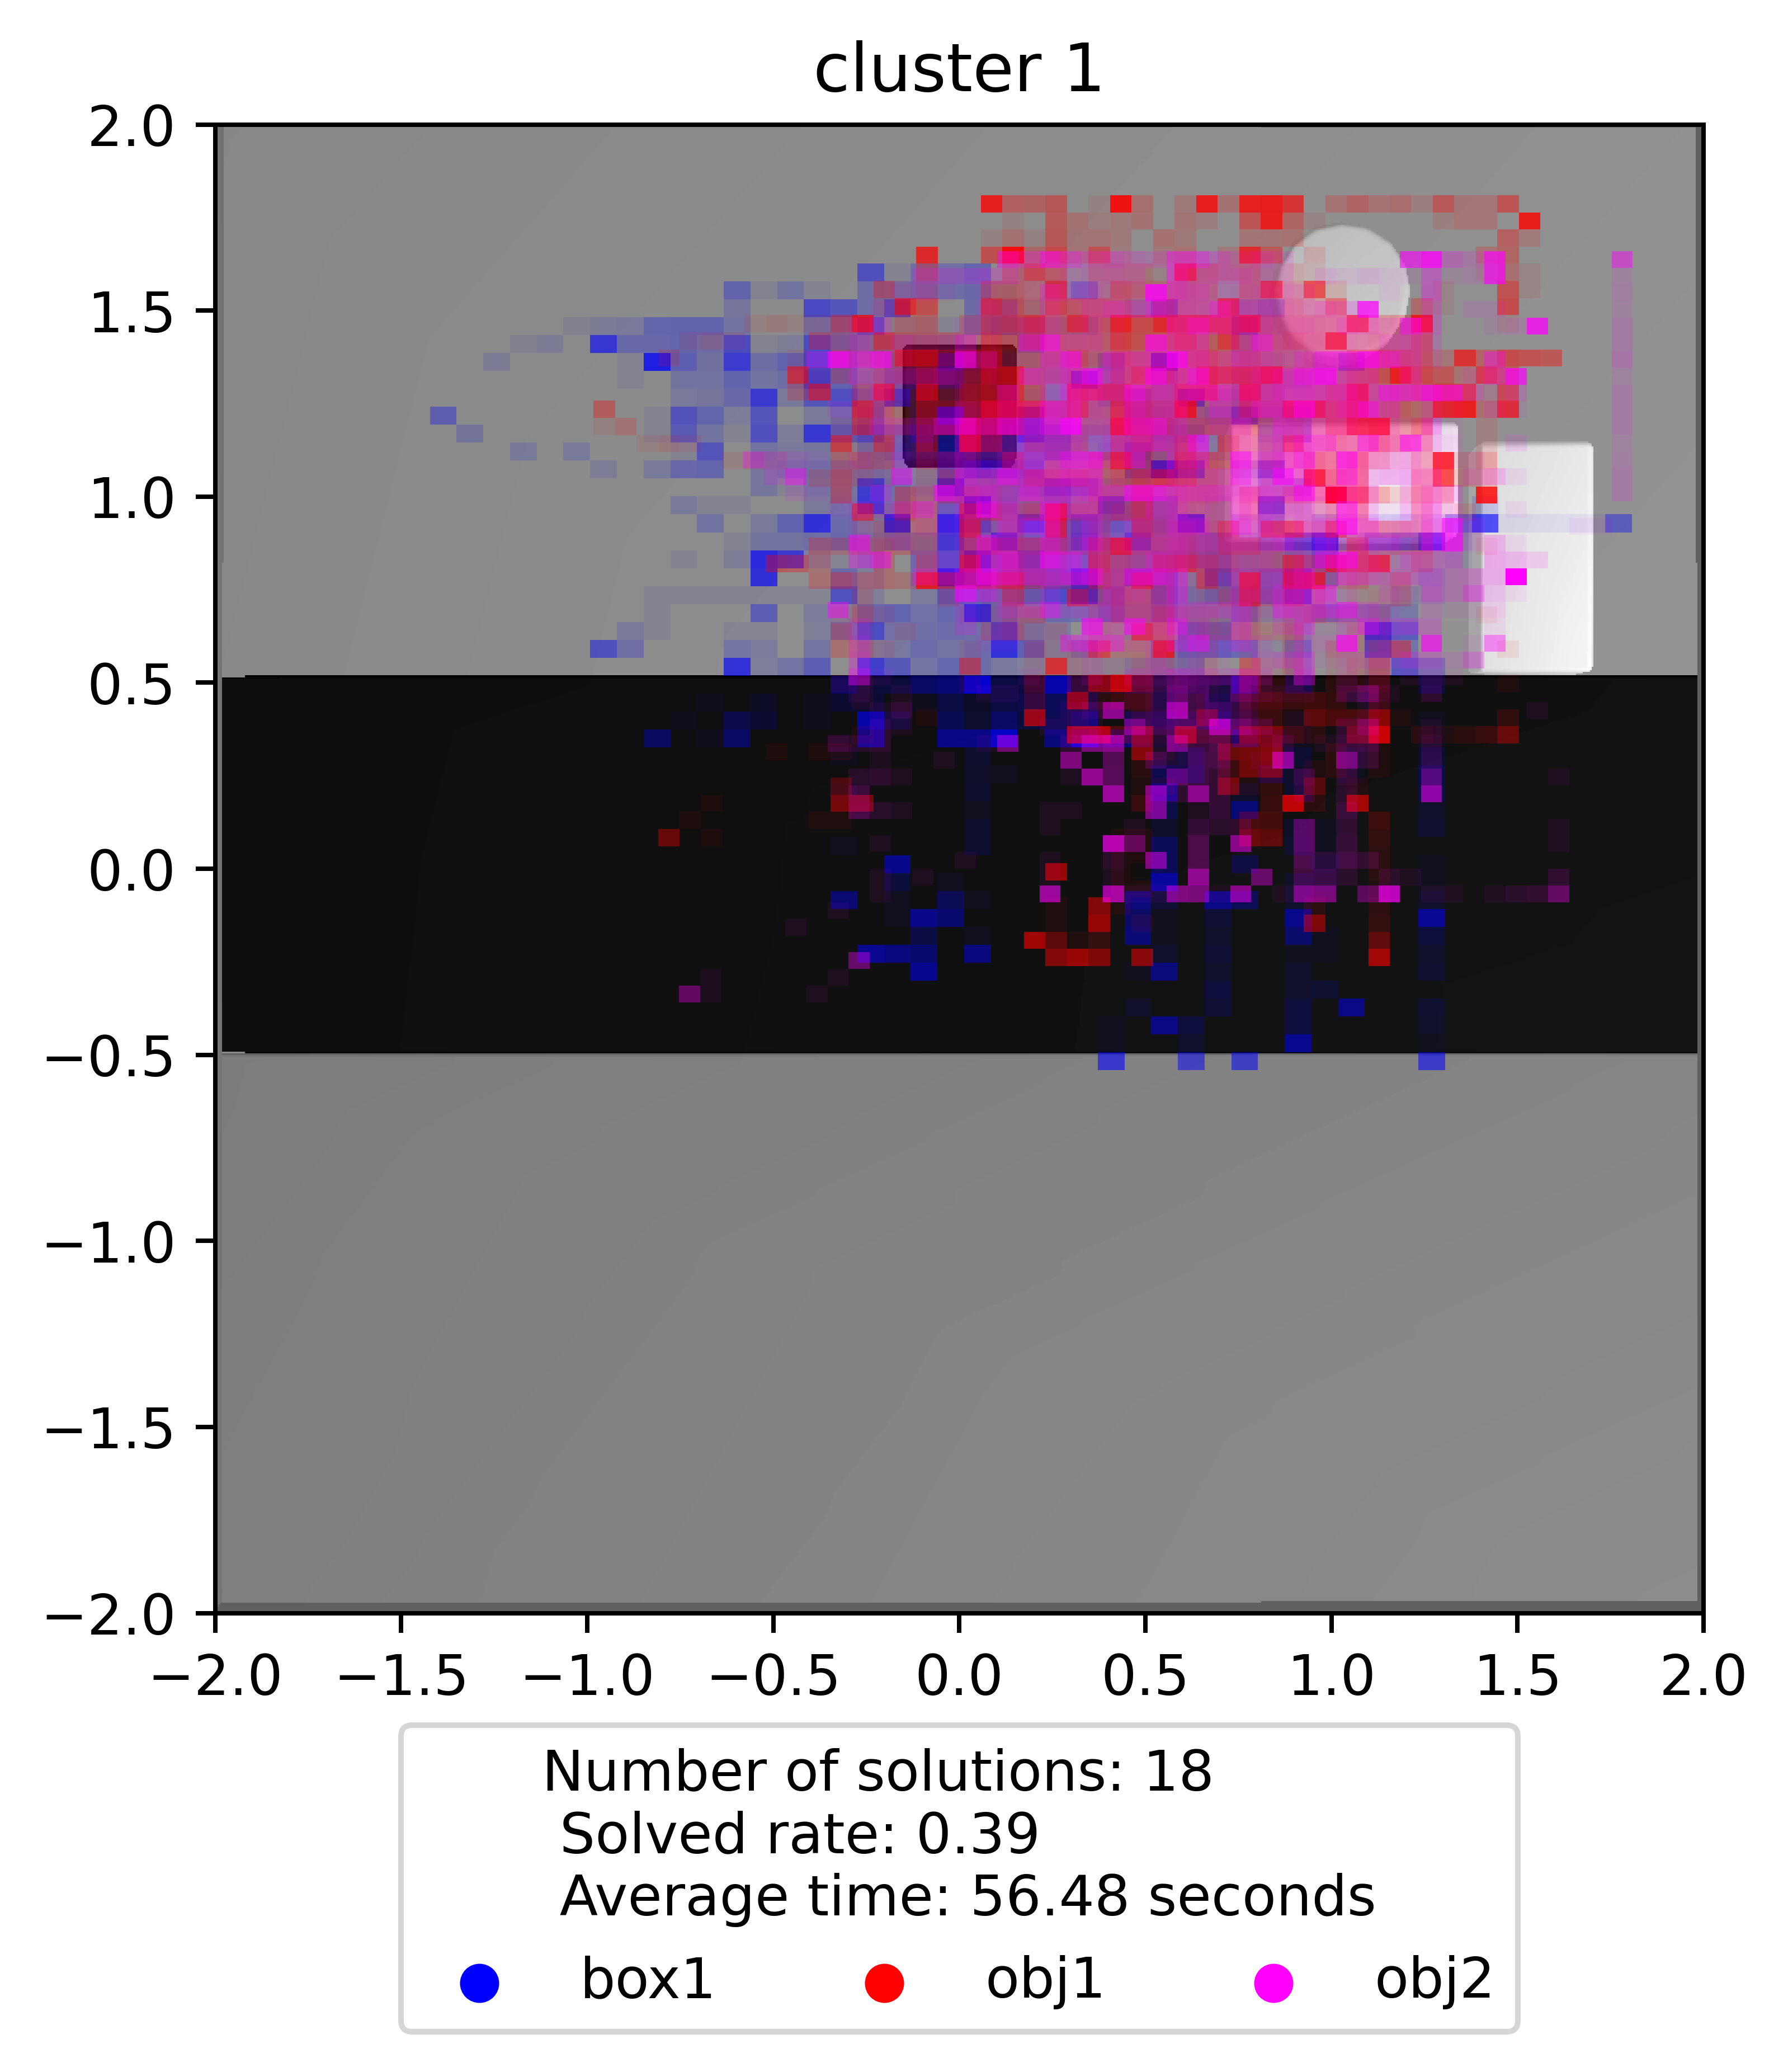 cluster 1
2.0
1.5
1.0
0.5
0.0
−0.5
−1.0
−1.5
−2.0
−2.0 −1.5 −1.0 −0.5 0.0 0.5 1.0 1.5 2.0
Number of solutions: 18
Solved rate: 0.39
Average time: 56.48 seconds
box1 obj1 obj2